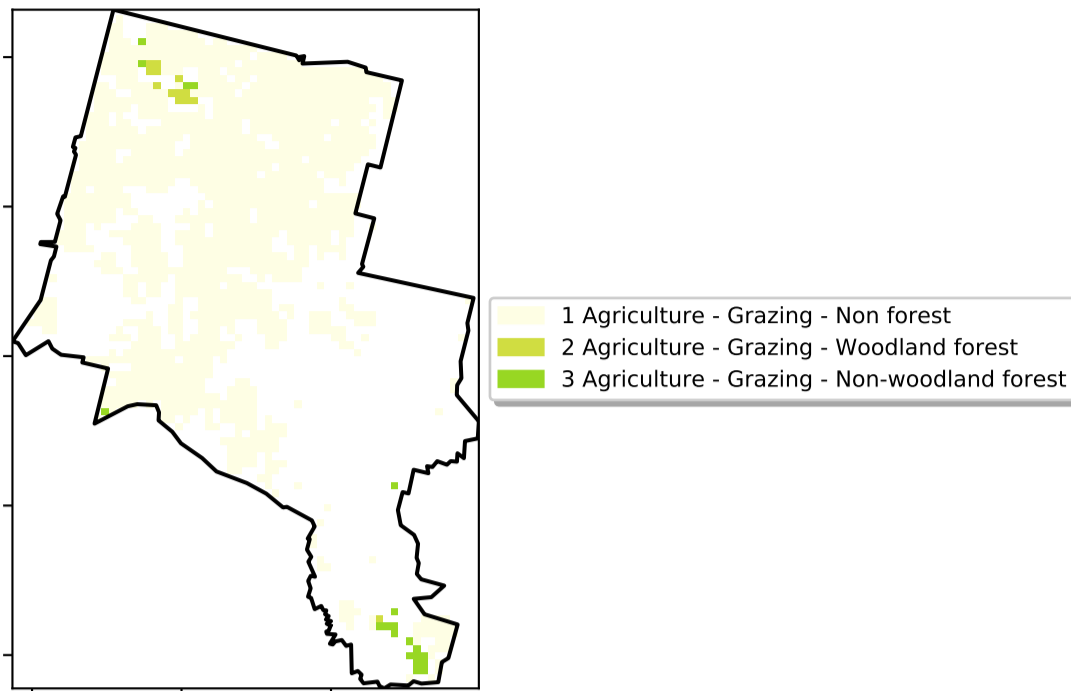 1 Agriculture - Grazing - Non forest
2 Agriculture - Grazing - Woodland forest
3 Agriculture - Grazing - Non-woodland forest